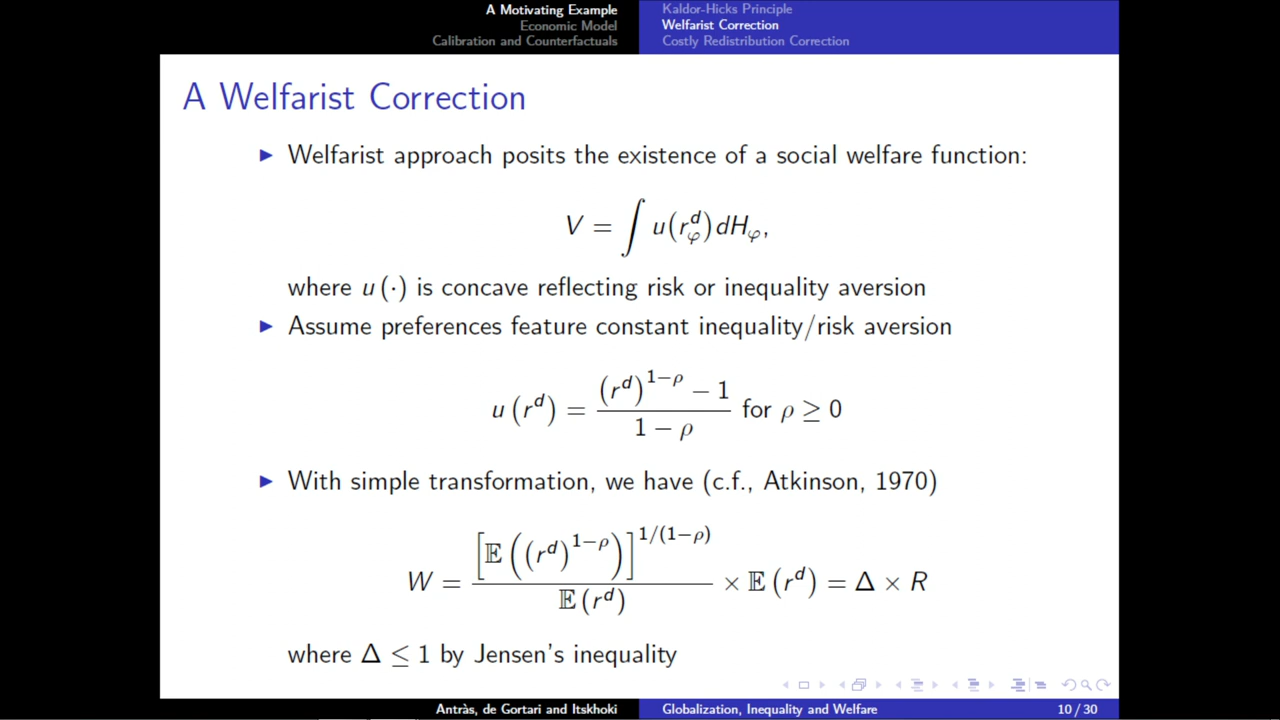 A Motivating Example
Economic Model
Calibration and Counterfactuals
Kaldor-Hicks Principle
Welfarist Correction
Costly Redistribution Correction
A Welfarist Correction
▶ Welfarist approach posits the existence of a social welfare function:
V = ∫ u(r_φ^d) dH_φ,
where u(·) is concave reflecting risk or inequality aversion
▶ Assume preferences feature constant inequality/risk aversion
u(r^d) = ((r^d)^{1−ρ} − 1) / (1 − ρ) for ρ ≥ 0
▶ With simple transformation, we have (c.f., Atkinson, 1970)
W = [𝔼((r^d)^{1−ρ})]^{1/(1−ρ)} / 𝔼(r^d) × 𝔼(r^d) = Δ × R
where Δ ≤ 1 by Jensen's inequality
Antràs, de Gortari and Itskhoki
Globalization, Inequality and Welfare
10 / 30